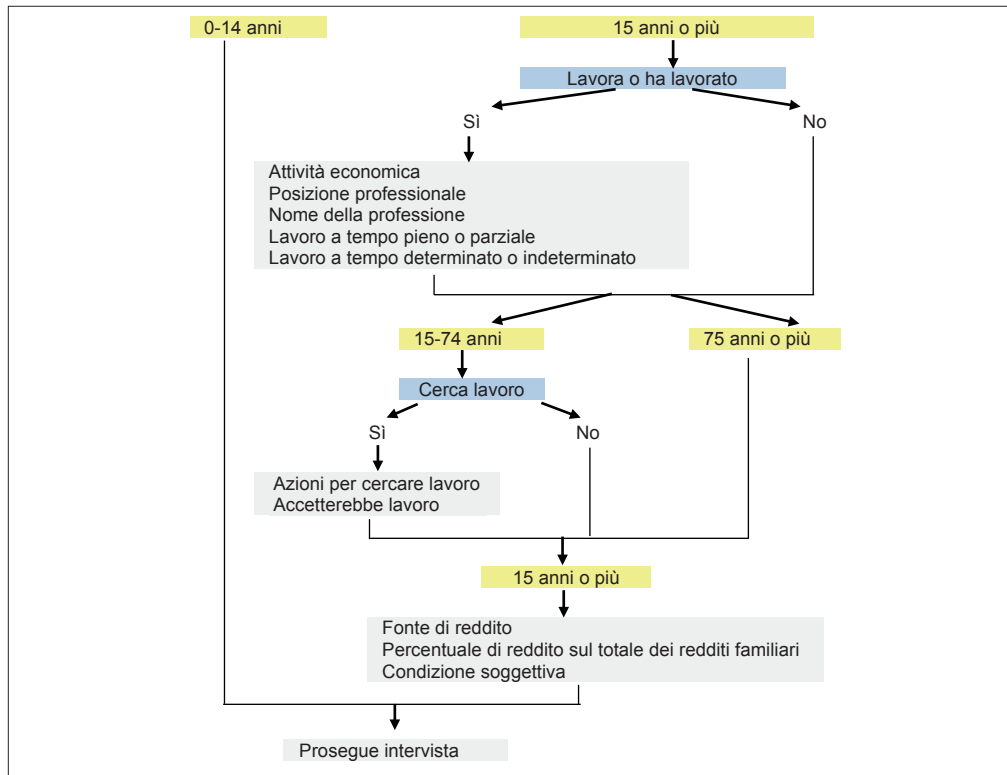 0-14 anni
15 anni o più
Lavora o ha lavorato
Sì
No
Attività economica
Posizione professionale
Nome della professione
Lavoro a tempo pieno o parziale
Lavoro a tempo determinato o indeterminato
15-74 anni
75 anni o più
Cerca lavoro
Sì
No
Azioni per cercare lavoro
Accetterebbe lavoro
15 anni o più
Fonte di reddito
Percentuale di reddito sul totale dei redditi familiari
Condizione soggettiva
Prosegue intervista